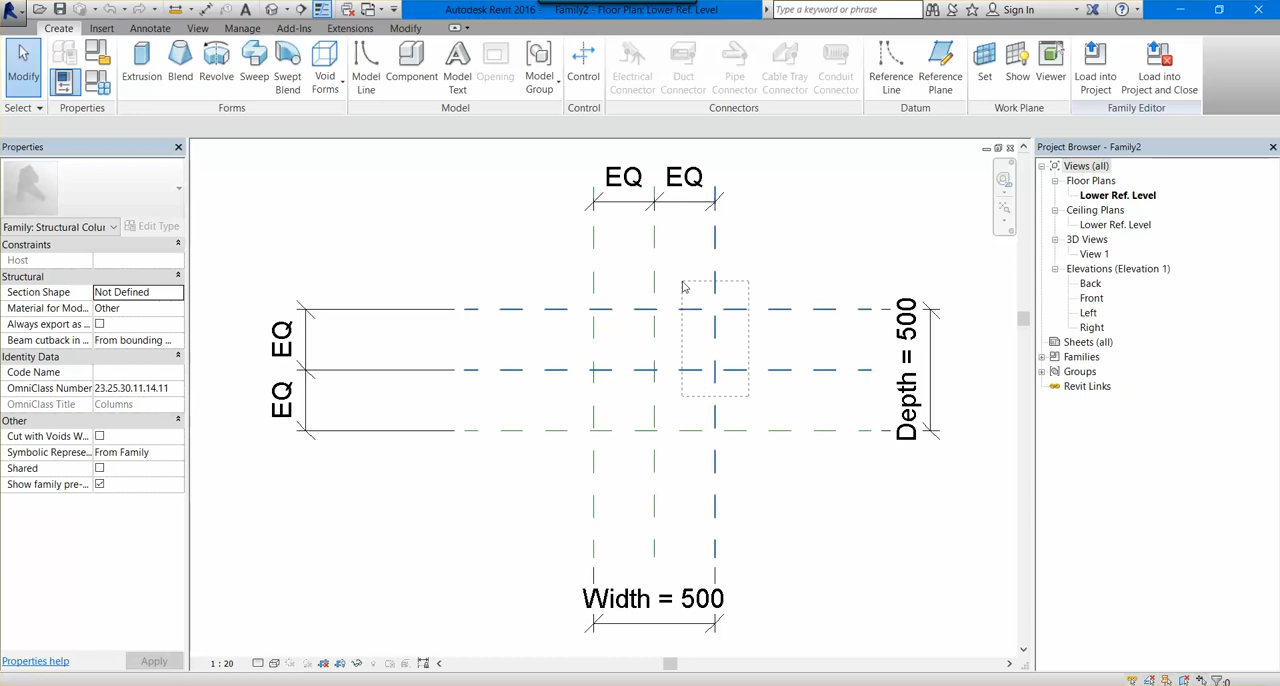 Autodesk Revit 2016 - Family2 - Floor Plan: Lower Ref. Level
Type a keyword or phrase
Sign In
Create Insert Annotate View Manage Add-Ins Extensions Modify
Modify
Extrusion Blend Revolve Sweep Swept Blend Void Forms
Model Line Component Model Text Opening Model Group
Control
Electrical Connector Duct Connector Pipe Connector Cable Tray Connector Conduit Connector
Reference Line Reference Plane
Set Show Viewer
Load into Project Load into Project and Close
Select Properties Forms Model Control Connectors Datum Work Plane Family Editor
Properties
Family: Structural Colur
Edit Type
Constraints
Host
Structural
Section Shape Not Defined
Material for Mod... Other
Always export as ...
Beam cutback in ... From bounding ...
Identity Data
Code Name
OmniClass Number 23.25.30.11.14.11
OmniClass Title Columns
Other
Cut with Voids W...
Symbolic Represe... From Family
Shared
Show family pre-...
Properties help
Apply
EQ EQ
EQ
EQ
Depth = 500
Width = 500
1 : 20
Project Browser - Family2
Views (all)
Floor Plans
Lower Ref. Level
Ceiling Plans
Lower Ref. Level
3D Views
View 1
Elevations (Elevation 1)
Back
Front
Left
Right
Sheets (all)
Families
Groups
Revit Links
:0